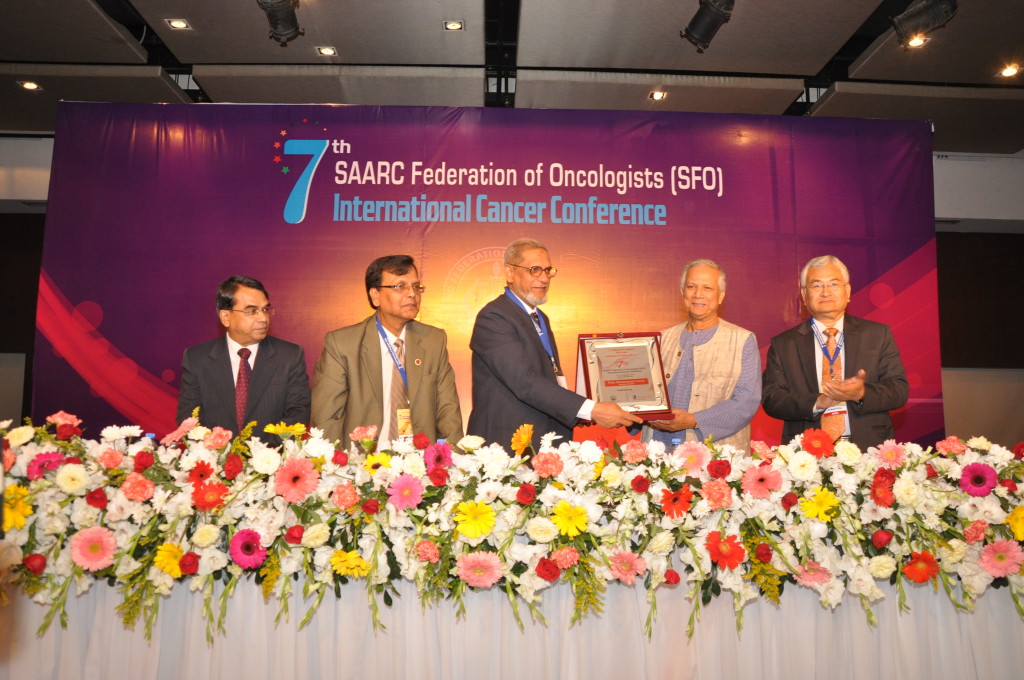 7th
SAARC Federation of Oncologists (SFO)
International Cancer Conference